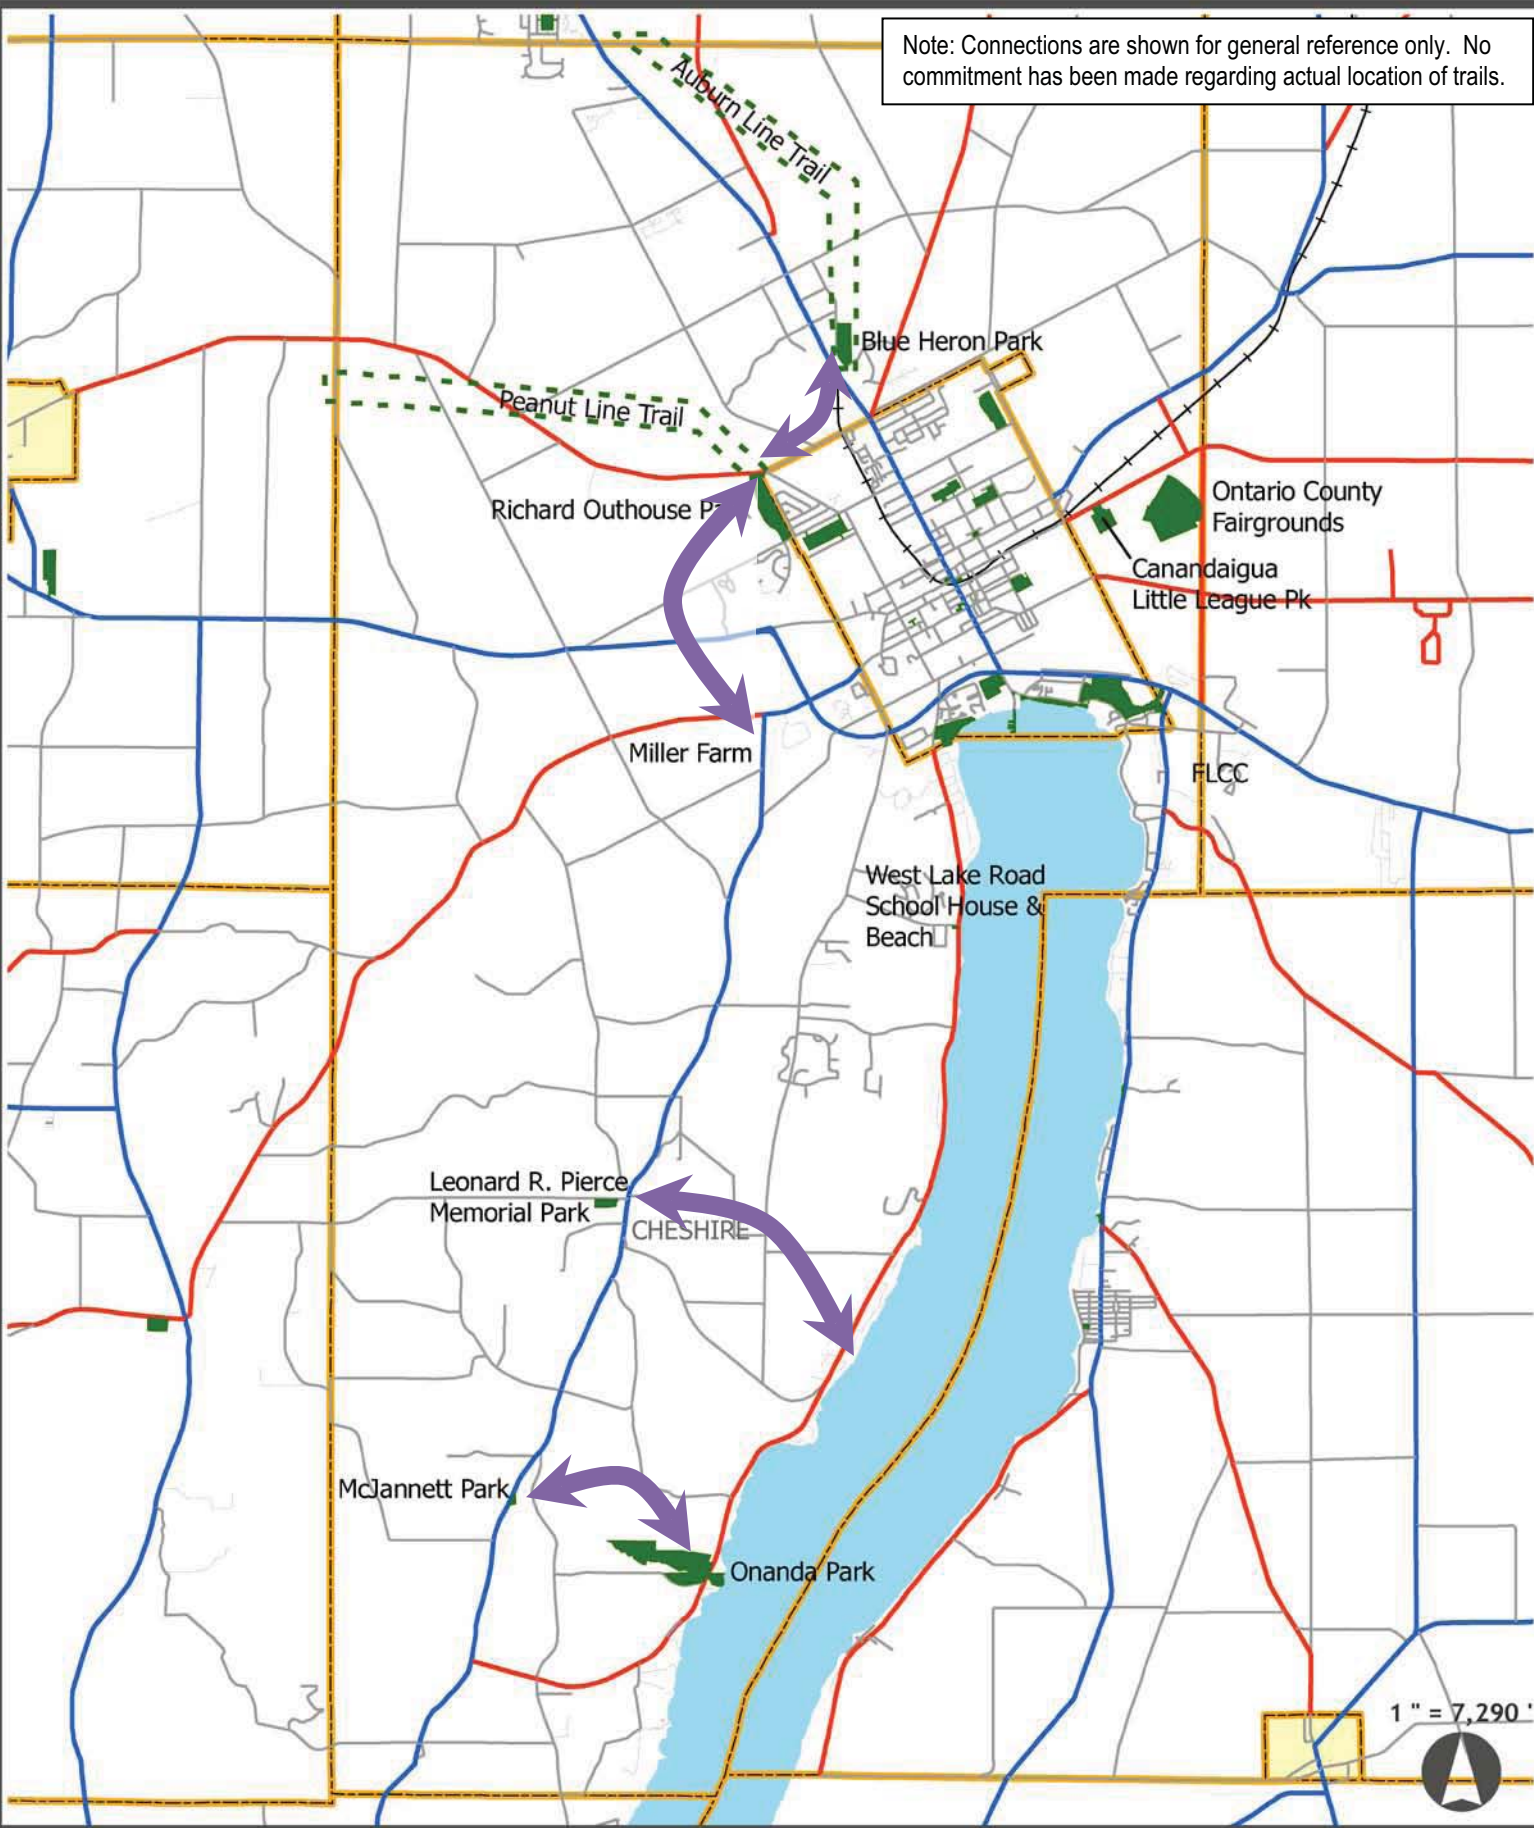 Note: Connections are shown for general reference only. No
commitment has been made regarding actual location of trails.
Auburn Line Trail
Blue Heron Park
Peanut Line Trail
Richard Outhouse
Ontario County
Fairgrounds
Canandaigua
Little League Pk
Miller Farm
FLCC
West Lake Road
School House &
Beach
Leonard R. Pierce
Memorial Park
CHESHIRE
McJannett Park
Onanda Park
1 " = 7,290 '